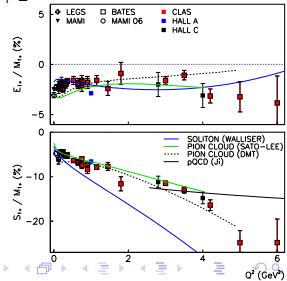 LEGS BATES CLAS
MAMI MAMI 06 HALL A
HALL C
E1+ / M1+ (%)
5
0
-5
SOLITON (WALLISER)
PION CLOUD (SATO-LEE)
PION CLOUD (DMT)
pQCD (Ji)
S1+ / M1+ (%)
0
-10
-20
0 2 4 6
Q² (GeV²)